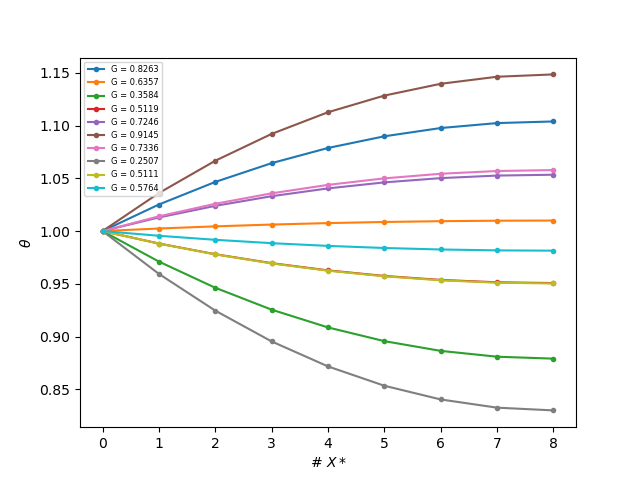 1.15
1.10
1.05
1.00
0.95
0.90
0.85
θ
G = 0.8263
G = 0.6357
G = 0.3584
G = 0.5119
G = 0.7246
G = 0.9145
G = 0.7336
G = 0.2507
G = 0.5111
G = 0.5764
0 1 2 3 4 5 6 7 8
# X *